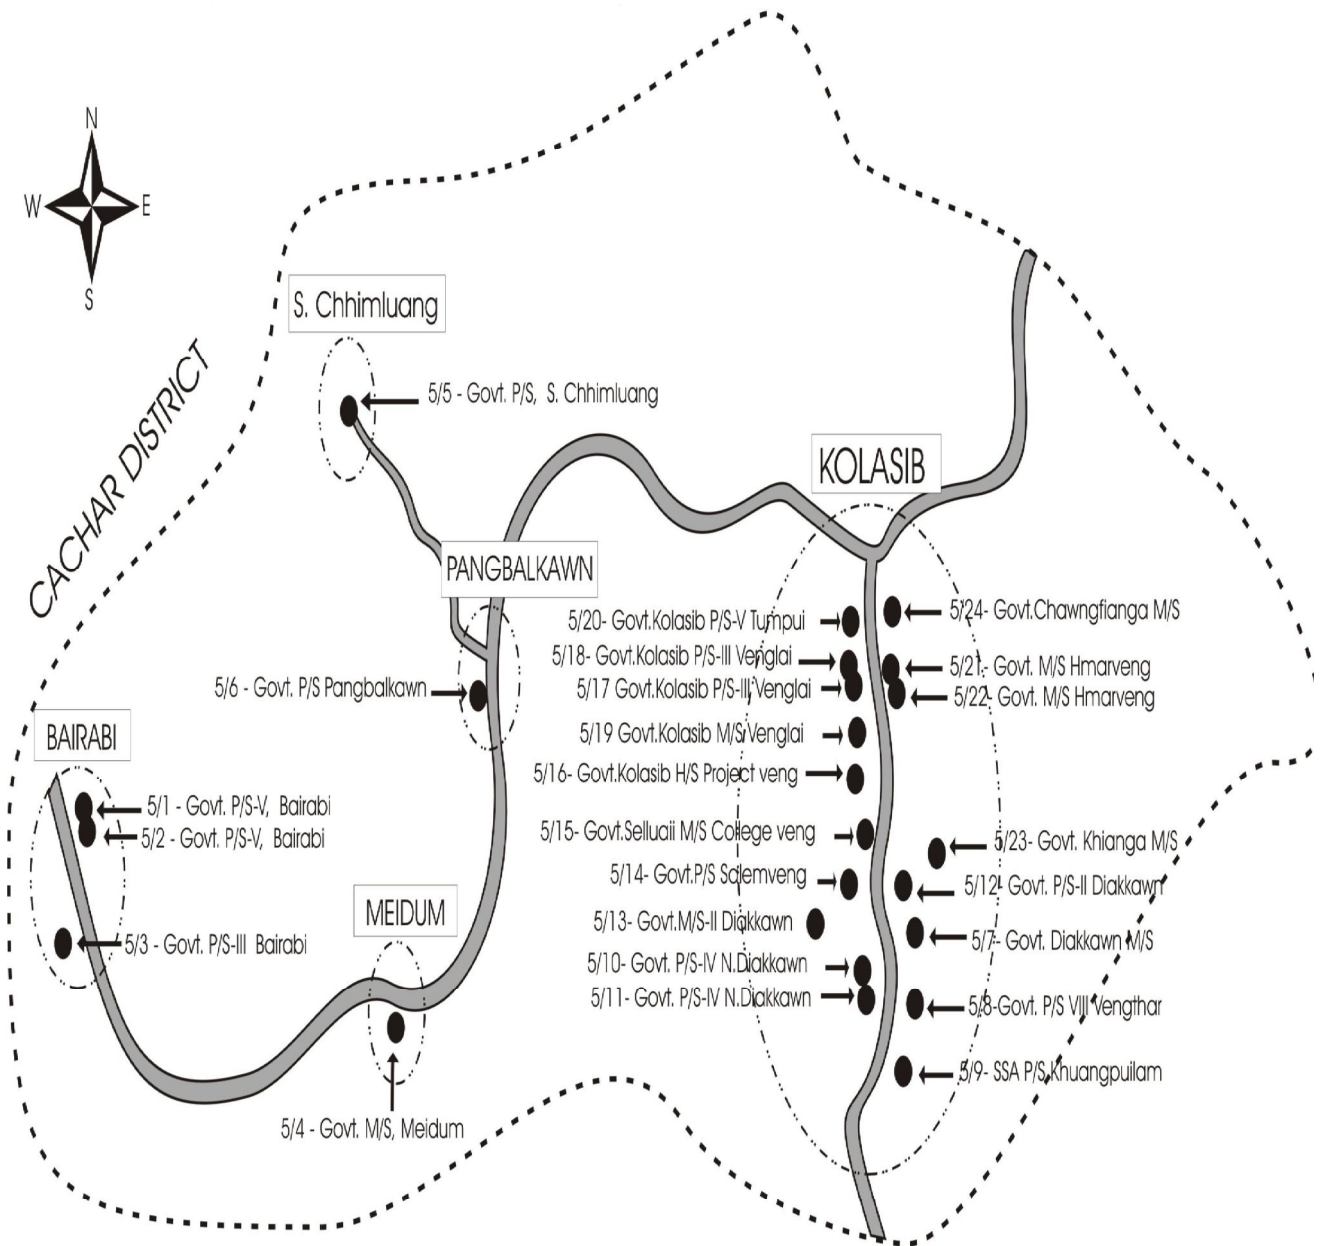 N
W E
S
S. Chhimluang
CACHAR DISTRICT
5/5 - Govt. P/S, S. Chhimluang
KOLASIB
PANGBALKAWN
5/20- Govt.Kolasib P/S-V Tumpui
5/24- Govt.Chawngfianga M/S
5/18- Govt.Kolasib P/S-III Venglai
5/21- Govt. M/S Hmarveng
5/6 - Govt. P/S Pangbalkawn
5/17 Govt.Kolasib P/S-III Venglai
5/22- Govt. M/S Hmarveng
BAIRABI
5/19 Govt.Kolasib M/S Venglai
5/16- Govt.Kolasib H/S Project veng
5/1 - Govt. P/S-V, Bairabi
5/2 - Govt. P/S-V, Bairabi
5/15- Govt.Selluaii M/S College veng
5/23- Govt. Khianga M/S
5/14- Govt.P/S Salemveng
5/12- Govt. P/S-II Diakkawn
MEIDUM
5/13- Govt.M/S-II Diakkawn
5/3 - Govt. P/S-III Bairabi
5/7- Govt. Diakkawn M/S
5/10- Govt. P/S-IV N.Diakkawn
5/11- Govt. P/S-IV N.Diakkawn
5/8-Govt. P/S VIII Vengthar
5/9- SSA P/S Khuangpuilam
5/4 - Govt. M/S, Meidum